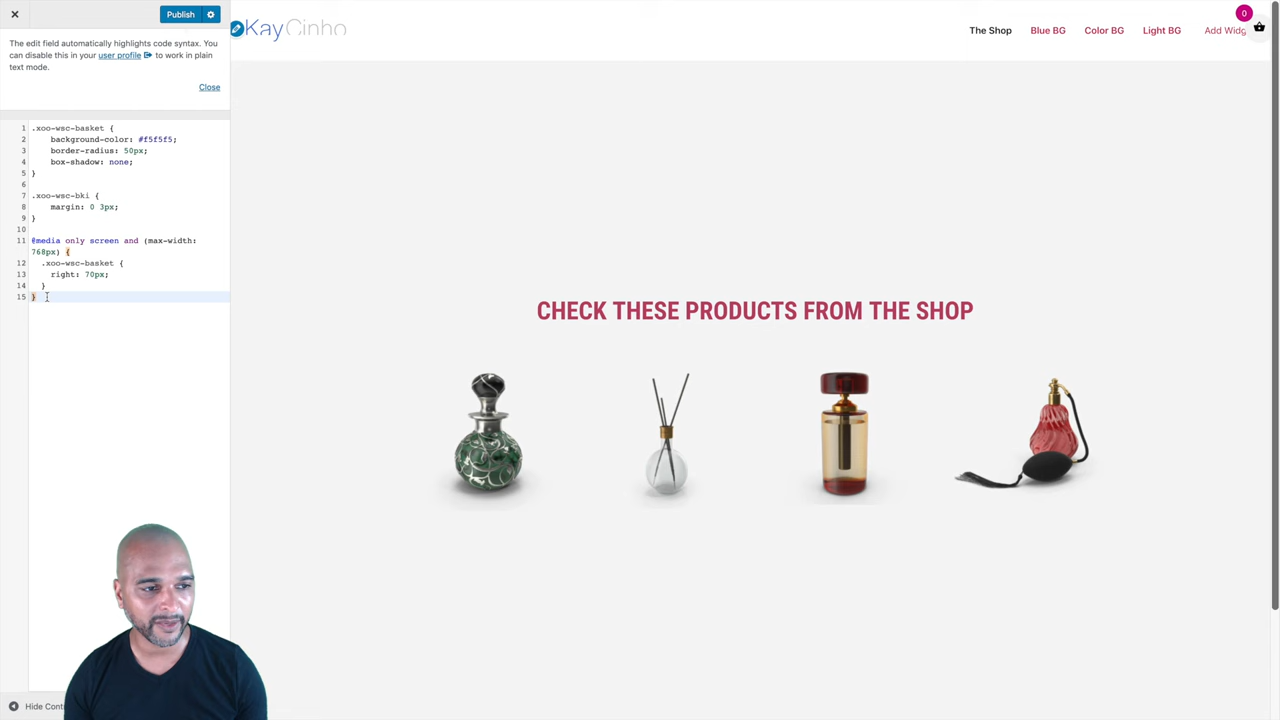 Publish
The edit field automatically highlights code syntax. You
can disable this in your user profile to work in plain
text mode.
Close
1 .xoo-wsc-basket {
2 background-color: #f5f5f5;
3 border-radius: 50px;
4 box-shadow: none;
5 }
6
7 .xoo-wsc-bki {
8 margin: 0 3px;
9 }
10
11 @media only screen and (max-width:
768px) {
12 .xoo-wsc-basket {
13 right: 70px;
14 }
15 }
Hide Cont
KayCinho
The Shop Blue BG Color BG Light BG Add Widg
0
CHECK THESE PRODUCTS FROM THE SHOP